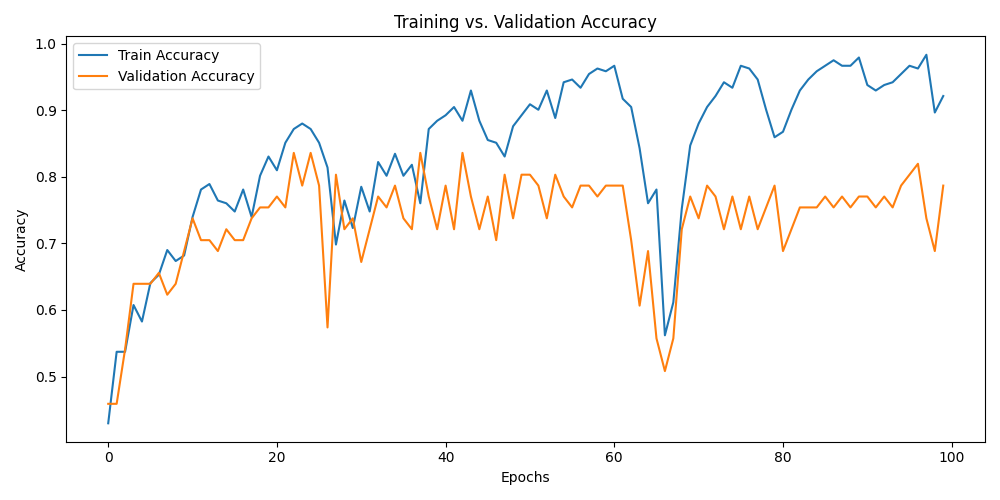 Training vs. Validation Accuracy
Train Accuracy
Validation Accuracy
1.0
0.9
0.8
0.7
0.6
0.5
Accuracy
0
20
40
60
80
100
Epochs